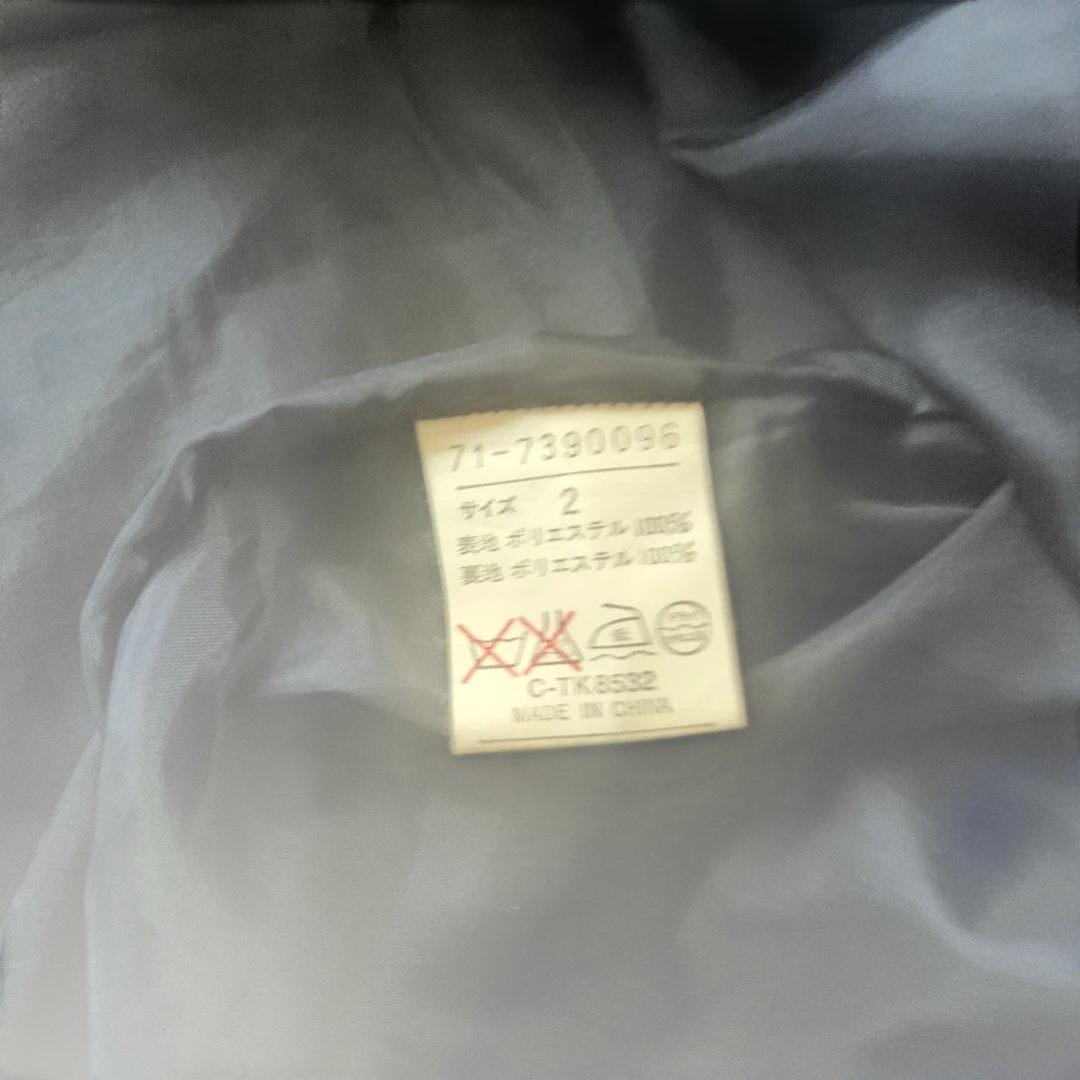 71-7390096
サイズ 2
表地 ポリエステル 100%
裏地 ポリエステル 100%
C-TK8532
MADE IN CHINA